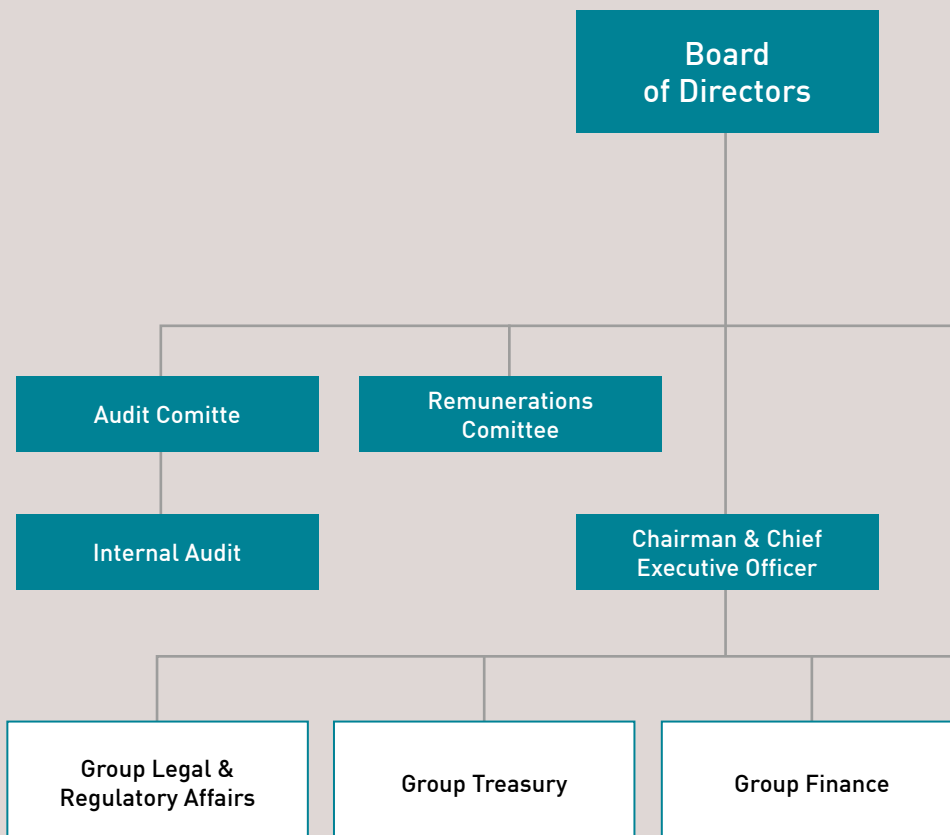 Board
of Directors
Audit Comitte
Remunerations
Comittee
Internal Audit
Chairman & Chief
Executive Officer
Group Legal &
Regulatory Affairs
Group Treasury
Group Finance